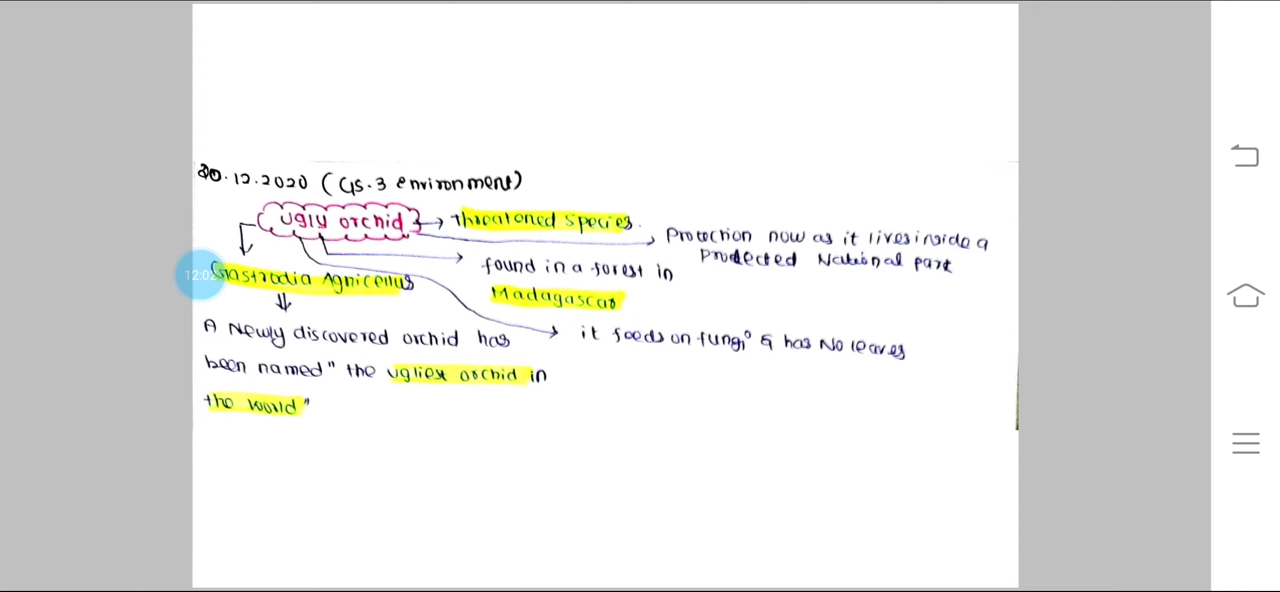 20.12.2020 (GS.3 environment)
ugly orchid → threatened species.
Protection now as it lives inside a
Protected National park
found in a forest in
Madagascar
12:02
Gastrodia Agnicellus
A Newly discovered orchid has
been named " the ugliest orchid in
the world"
it feeds on fungi & has No leaves